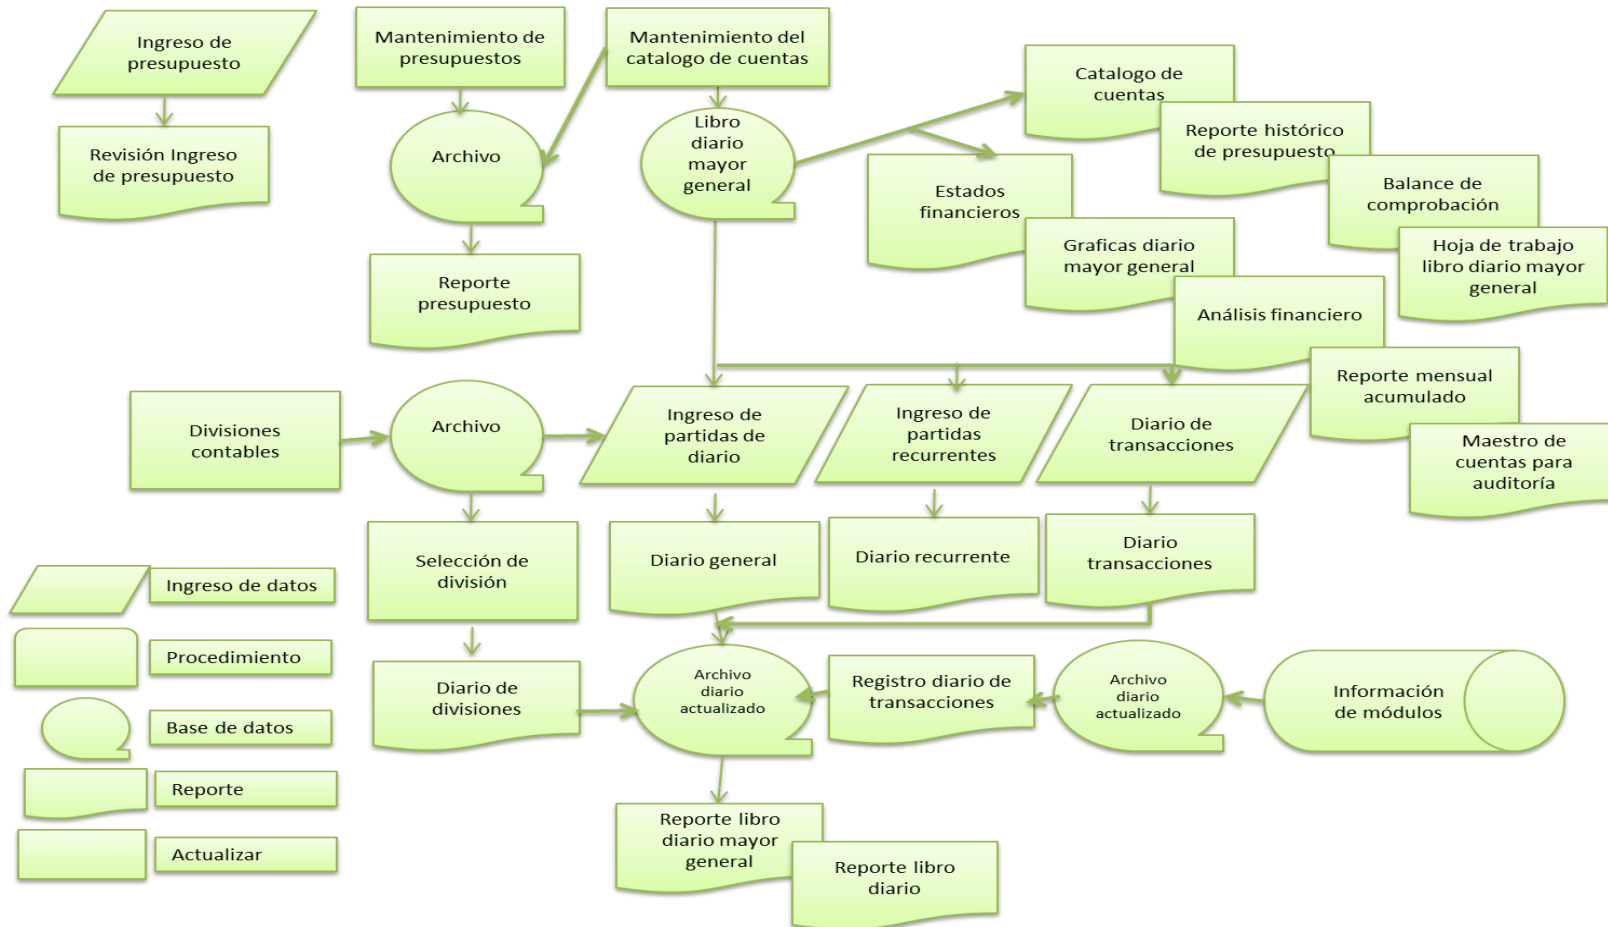 Ingreso de
presupuesto
Mantenimiento de
presupuestos
Mantenimiento del
catalogo de cuentas
Catalogo de
cuentas
Revisión Ingreso
de presupuesto
Archivo
Libro
diario
mayor
general
Reporte histórico
de presupuesto
Estados
financieros
Balance de
comprobación
Graficas diario
mayor general
Hoja de trabajo
libro diario mayor
general
Reporte
presupuesto
Análisis financiero
Reporte mensual
acumulado
Maestro de
cuentas para
auditoría
Divisiones
contables
Archivo
Ingreso de
partidas de
diario
Ingreso de
partidas
recurrentes
Diario de
transacciones
Selección de
división
Diario general
Diario recurrente
Diario
transacciones
Ingreso de datos
Procedimiento
Base de datos
Reporte
Actualizar
Diario de
divisiones
Archivo
diario
actualizado
Registro diario de
transacciones
Archivo
diario
actualizado
Información
de módulos
Reporte libro
diario mayor
general
Reporte libro
diario